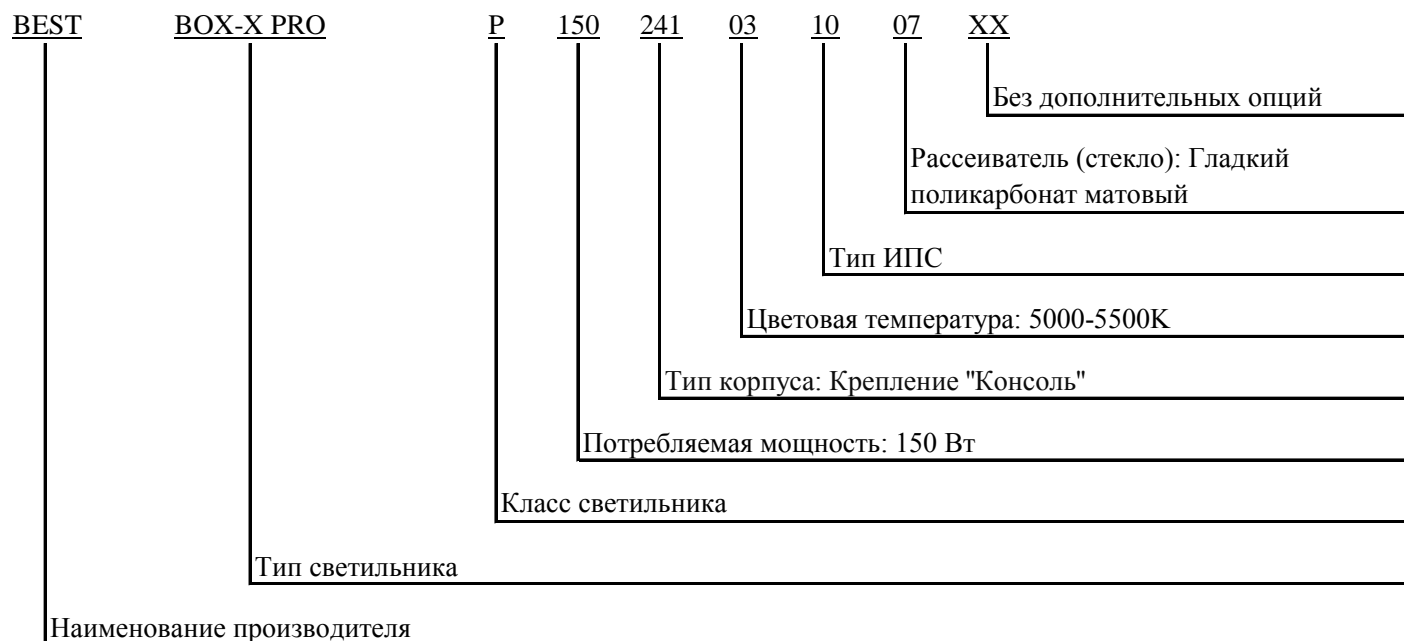 BEST BOX-X PRO P 150 241 03 10 07 XX
Без дополнительных опций
Рассеиватель (стекло): Гладкий
поликарбонат матовый
Тип ИПС
Цветовая температура: 5000-5500K
Тип корпуса: Крепление "Консоль"
Потребляемая мощность: 150 Вт
Класс светильника
Тип светильника
Наименование производителя